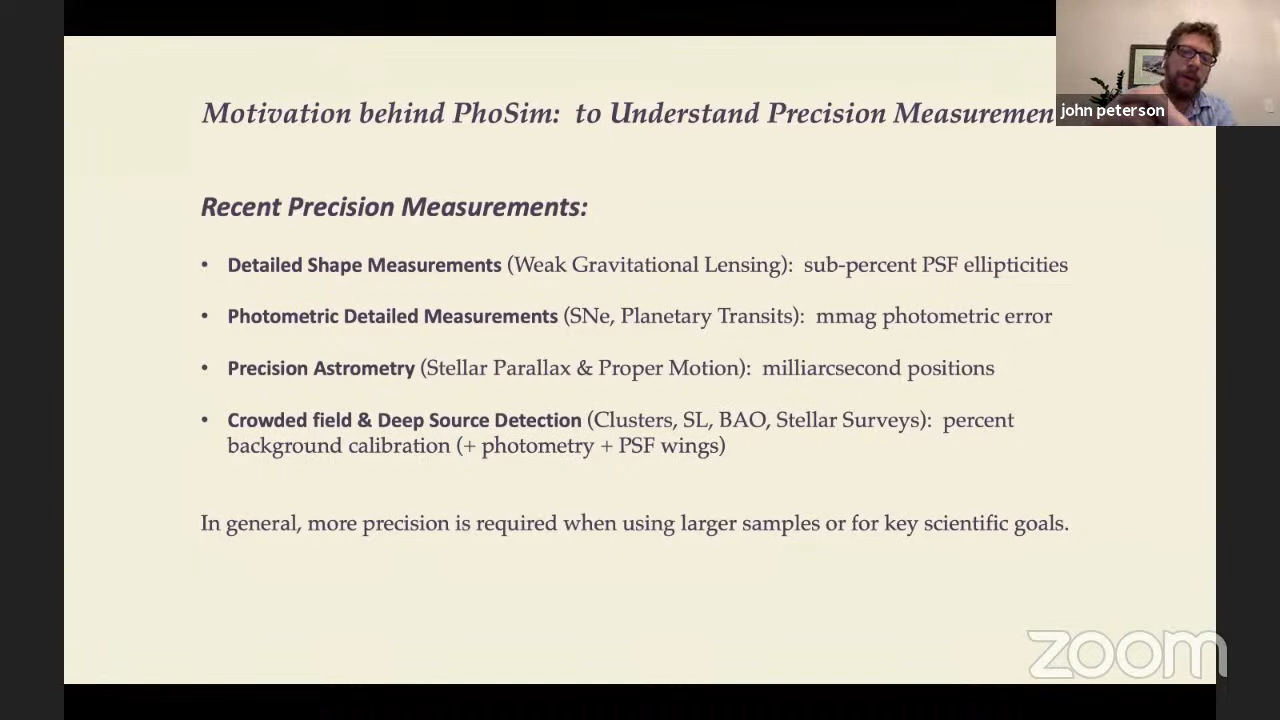 Motivation behind PhoSim: to Understand Precision Measuremen
john peterson
Recent Precision Measurements:
• Detailed Shape Measurements (Weak Gravitational Lensing): sub-percent PSF ellipticities
• Photometric Detailed Measurements (SNe, Planetary Transits): mmag photometric error
• Precision Astrometry (Stellar Parallax & Proper Motion): milliarcsecond positions
• Crowded field & Deep Source Detection (Clusters, SL, BAO, Stellar Surveys): percent
background calibration (+ photometry + PSF wings)
In general, more precision is required when using larger samples or for key scientific goals.
zoom